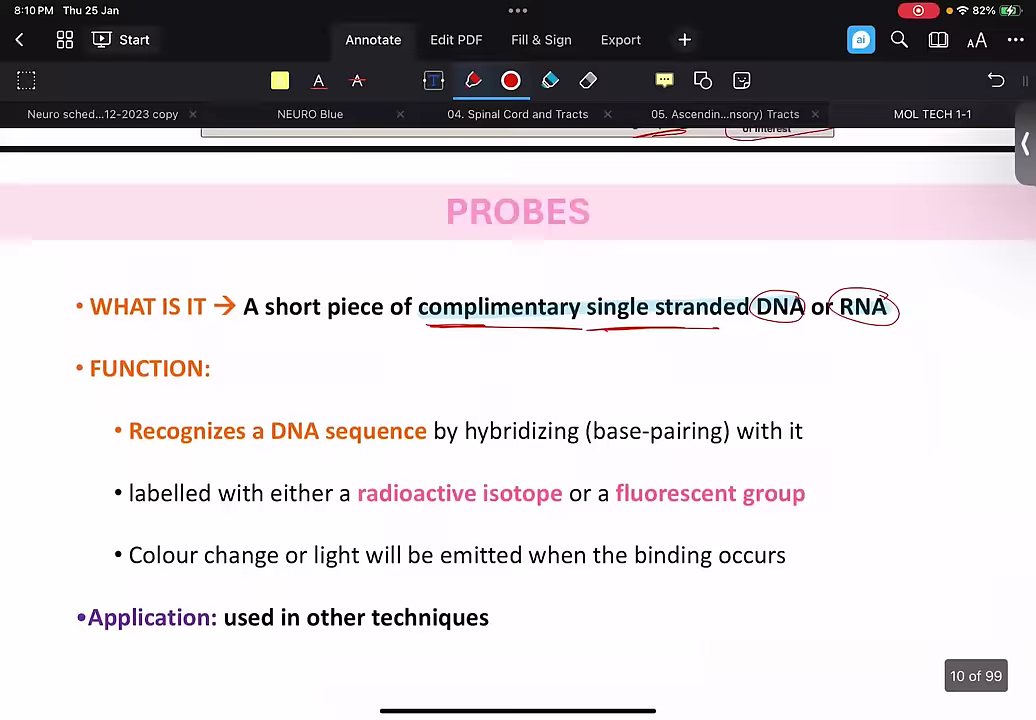 8:10 PM Thu 25 Jan
82%
Start
Annotate
Edit PDF
Fill & Sign
Export
ai
AA
T
A
A
Neuro sched...12-2023 copy
NEURO Blue
04. Spinal Cord and Tracts
05. Ascendin...nsory) Tracts
MOL TECH 1-1
of interest
PROBES
• WHAT IS IT → A short piece of complimentary single stranded DNA or RNA
• FUNCTION:
• Recognizes a DNA sequence by hybridizing (base-pairing) with it
• labelled with either a radioactive isotope or a fluorescent group
• Colour change or light will be emitted when the binding occurs
•Application: used in other techniques
10 of 99